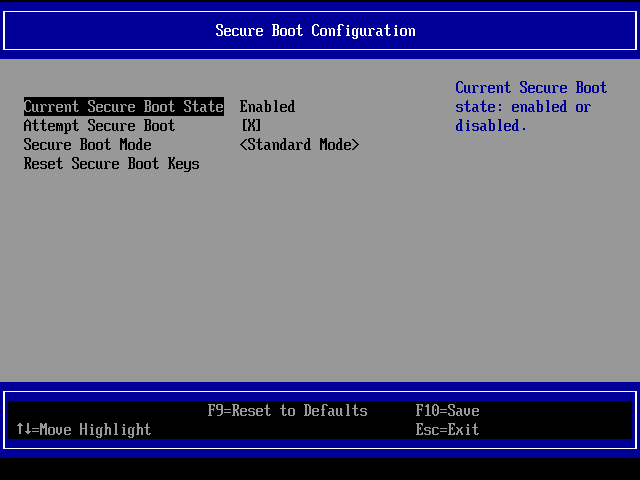 Secure Boot Configuration
Current Secure Boot State Enabled
Attempt Secure Boot [X]
Secure Boot Mode <Standard Mode>
Reset Secure Boot Keys
Current Secure Boot
state: enabled or
disabled.
F9=Reset to Defaults F10=Save
↑↓=Move Highlight Esc=Exit